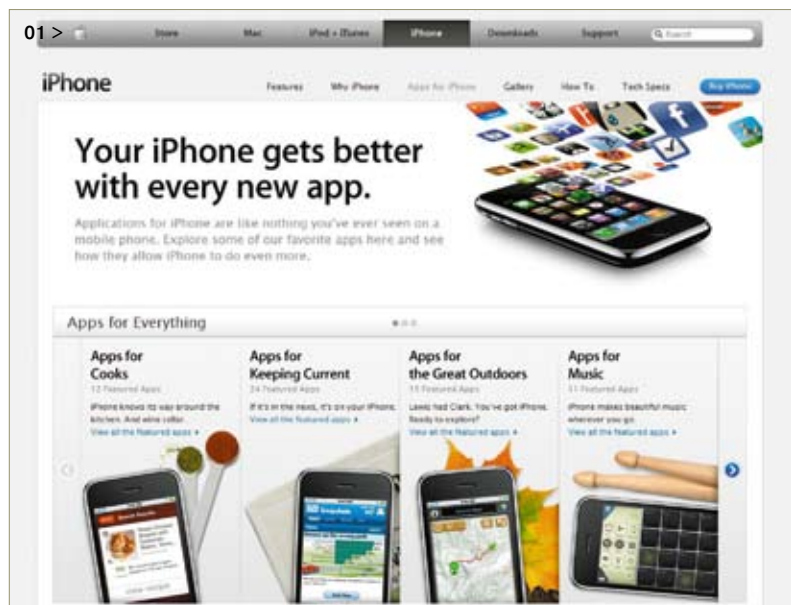 01 >
Store Mac iPod + iTunes iPhone Downloads Support Search
iPhone
Features Why iPhone Apps for iPhone Gallery How To Tech Specs Buy iPhone
Your iPhone gets better
with every new app.
Applications for iPhone are like nothing you've ever seen on a
mobile phone. Explore some of our favorite apps here and see
how they allow iPhone to do even more.
Apps for Everything
Apps for
Cooks
12 Featured Apps
iPhone knows its way around the
kitchen. And wine cellar.
View all the featured apps
Apps for
Keeping Current
24 Featured Apps
If it's in the news, it's on your iPhone.
View all the featured apps
Apps for
the Great Outdoors
Featured Apps
Lewis had Clark. You've got iPhone.
Ready to explore?
View all the featured apps
Apps for
Music
11 Featured Apps
iPhone makes beautiful music
wherever you go.
View all the featured apps